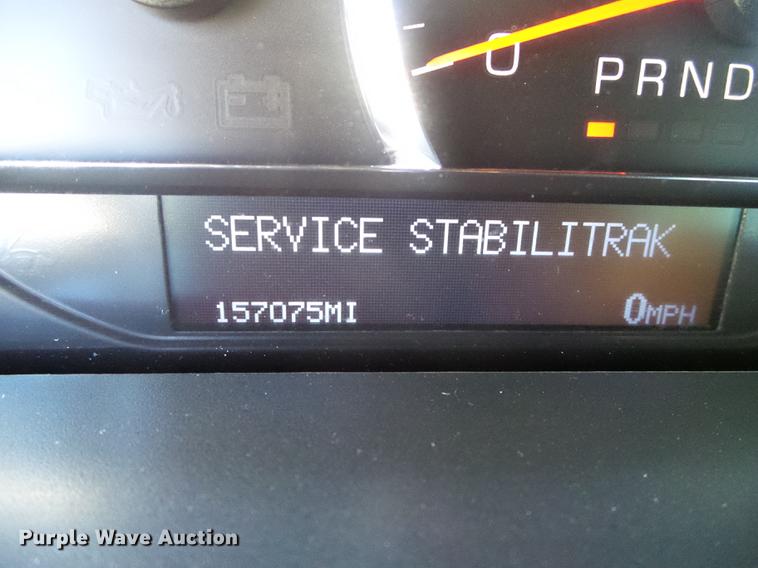 0
PRND
SERVICE STABILITRAK
157075MI 0MPH
Purple Wave Auction